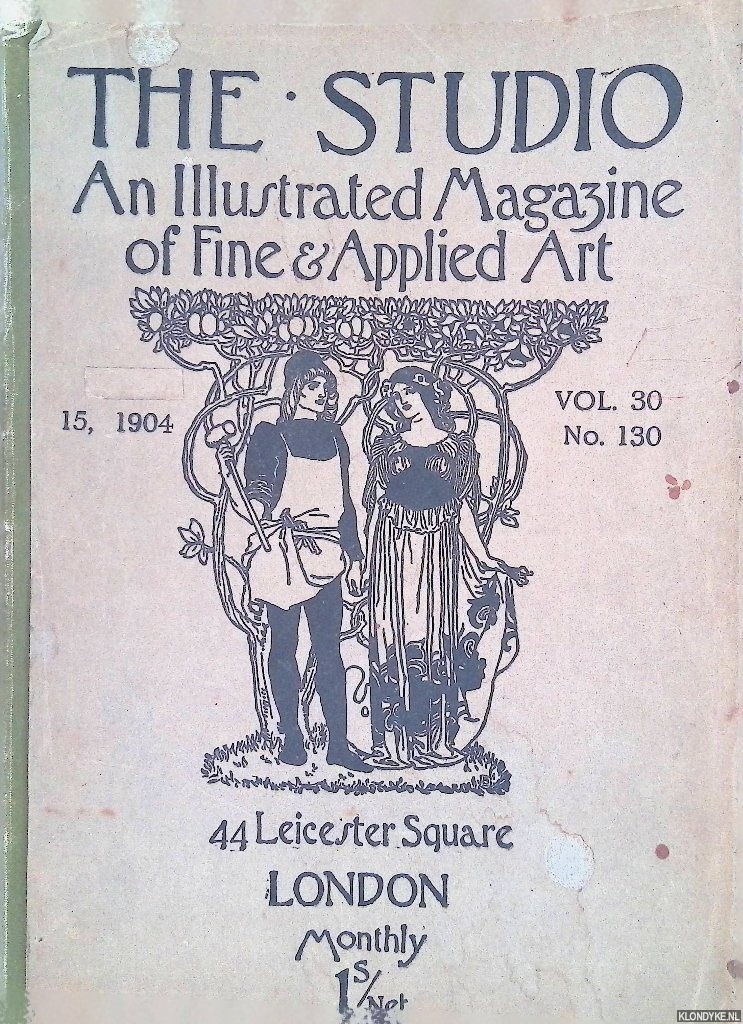 THE · STUDIO
An Illustrated Magazine
of Fine & Applied Art
15, 1904
VOL. 30
No. 130
44 Leicester Square
LONDON
Monthly
1s/Net
KLONDYKE.NL